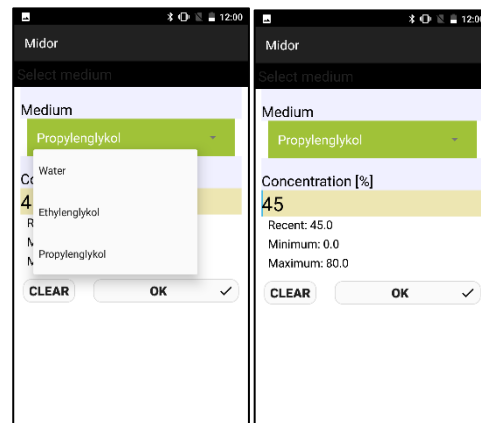 12:00
Midor
Select medium
Medium
Propylenglykol
Water
Co
4
Ethylenglykol
R
M
Propylenglykol
M
CLEAR
OK
12:00
Midor
Select medium
Medium
Propylenglykol
Concentration [%]
45
Recent: 45.0
Minimum: 0.0
Maximum: 80.0
CLEAR
OK